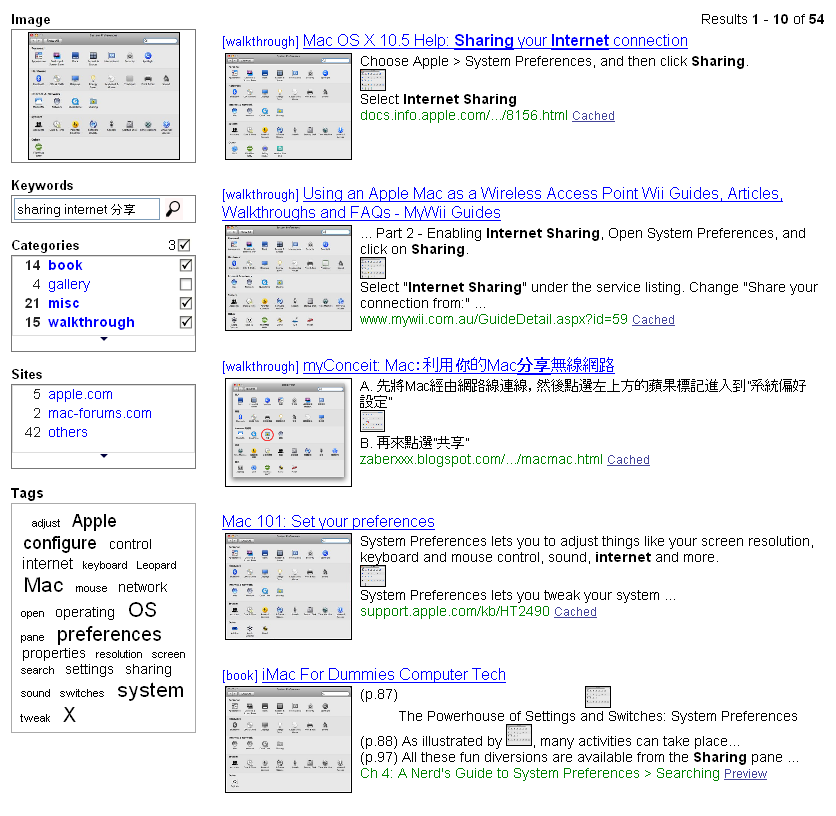 Image
Keywords
sharing internet 分享
Categories 3
14 book
4 gallery
21 misc
15 walkthrough
Sites
5 apple.com
2 mac-forums.com
42 others
Tags
adjust Apple
configure control
internet keyboard Leopard
Mac mouse network
open operating OS
pane preferences
properties resolution screen
search settings sharing
sound switches system
tweak X
Results 1 - 10 of 54
[walkthrough] Mac OS X 10.5 Help: Sharing your Internet connection
Choose Apple > System Preferences, and then click Sharing.
Select Internet Sharing
docs.info.apple.com/.../8156.html Cached
[walkthrough] Using an Apple Mac as a Wireless Access Point Wii Guides, Articles,
Walkthroughs and FAQs - MyWii Guides
... Part 2 - Enabling Internet Sharing, Open System Preferences, and
click on Sharing.
Select "Internet Sharing" under the service listing. Change "Share your
connection from:" ...
www.mywii.com.au/GuideDetail.aspx?id=59 Cached
[walkthrough] myConceit: Mac：利用你的Mac分享無線網路
A. 先將Mac經由網路線連線，然後點選左上方的蘋果標記進入到"系統偏好
設定"
B. 再來點選"共享"
zaberxxx.blogspot.com/.../macmac.html Cached
Mac 101: Set your preferences
System Preferences lets you to adjust things like your screen resolution,
keyboard and mouse control, sound, internet and more.
System Preferences lets you tweak your system ...
support.apple.com/kb/HT2490 Cached
[book] iMac For Dummies Computer Tech
(p.87)
The Powerhouse of Settings and Switches: System Preferences
(p.88) As illustrated by , many activities can take place...
(p.97) All these fun diversions are available from the Sharing pane ...
Ch 4: A Nerd's Guide to System Preferences > Searching Preview